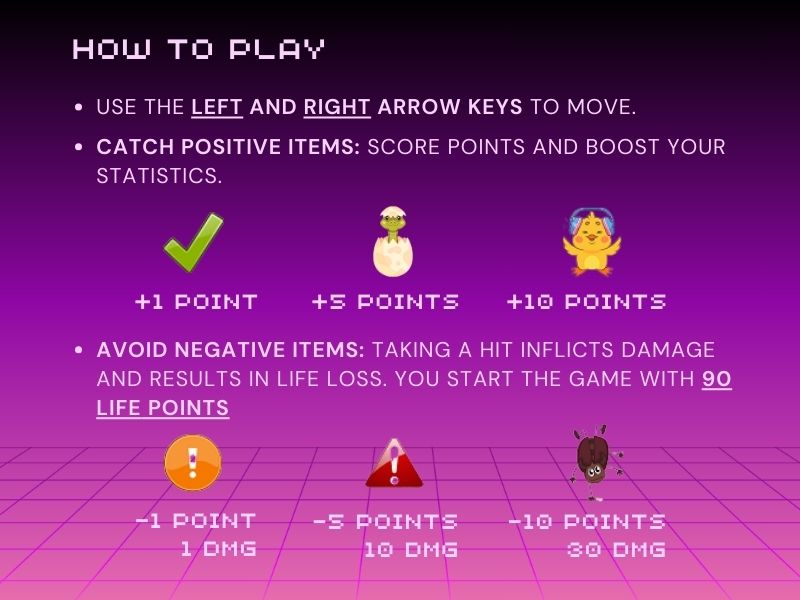 HOW TO PLAY
• USE THE LEFT AND RIGHT ARROW KEYS TO MOVE.
• CATCH POSITIVE ITEMS: SCORE POINTS AND BOOST YOUR
STATISTICS.
+1 POINT +5 POINTS +10 POINTS
• AVOID NEGATIVE ITEMS: TAKING A HIT INFLICTS DAMAGE
AND RESULTS IN LIFE LOSS. YOU START THE GAME WITH 90
LIFE POINTS
-1 POINT -5 POINTS -10 POINTS
1 DMG 10 DMG 30 DMG